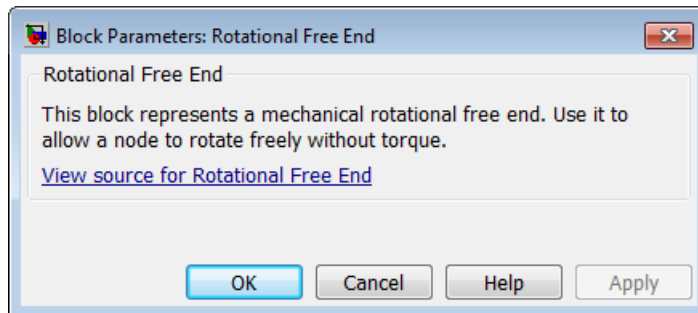 Block Parameters: Rotational Free End
Rotational Free End
This block represents a mechanical rotational free end. Use it to
allow a node to rotate freely without torque.
View source for Rotational Free End
OK Cancel Help Apply